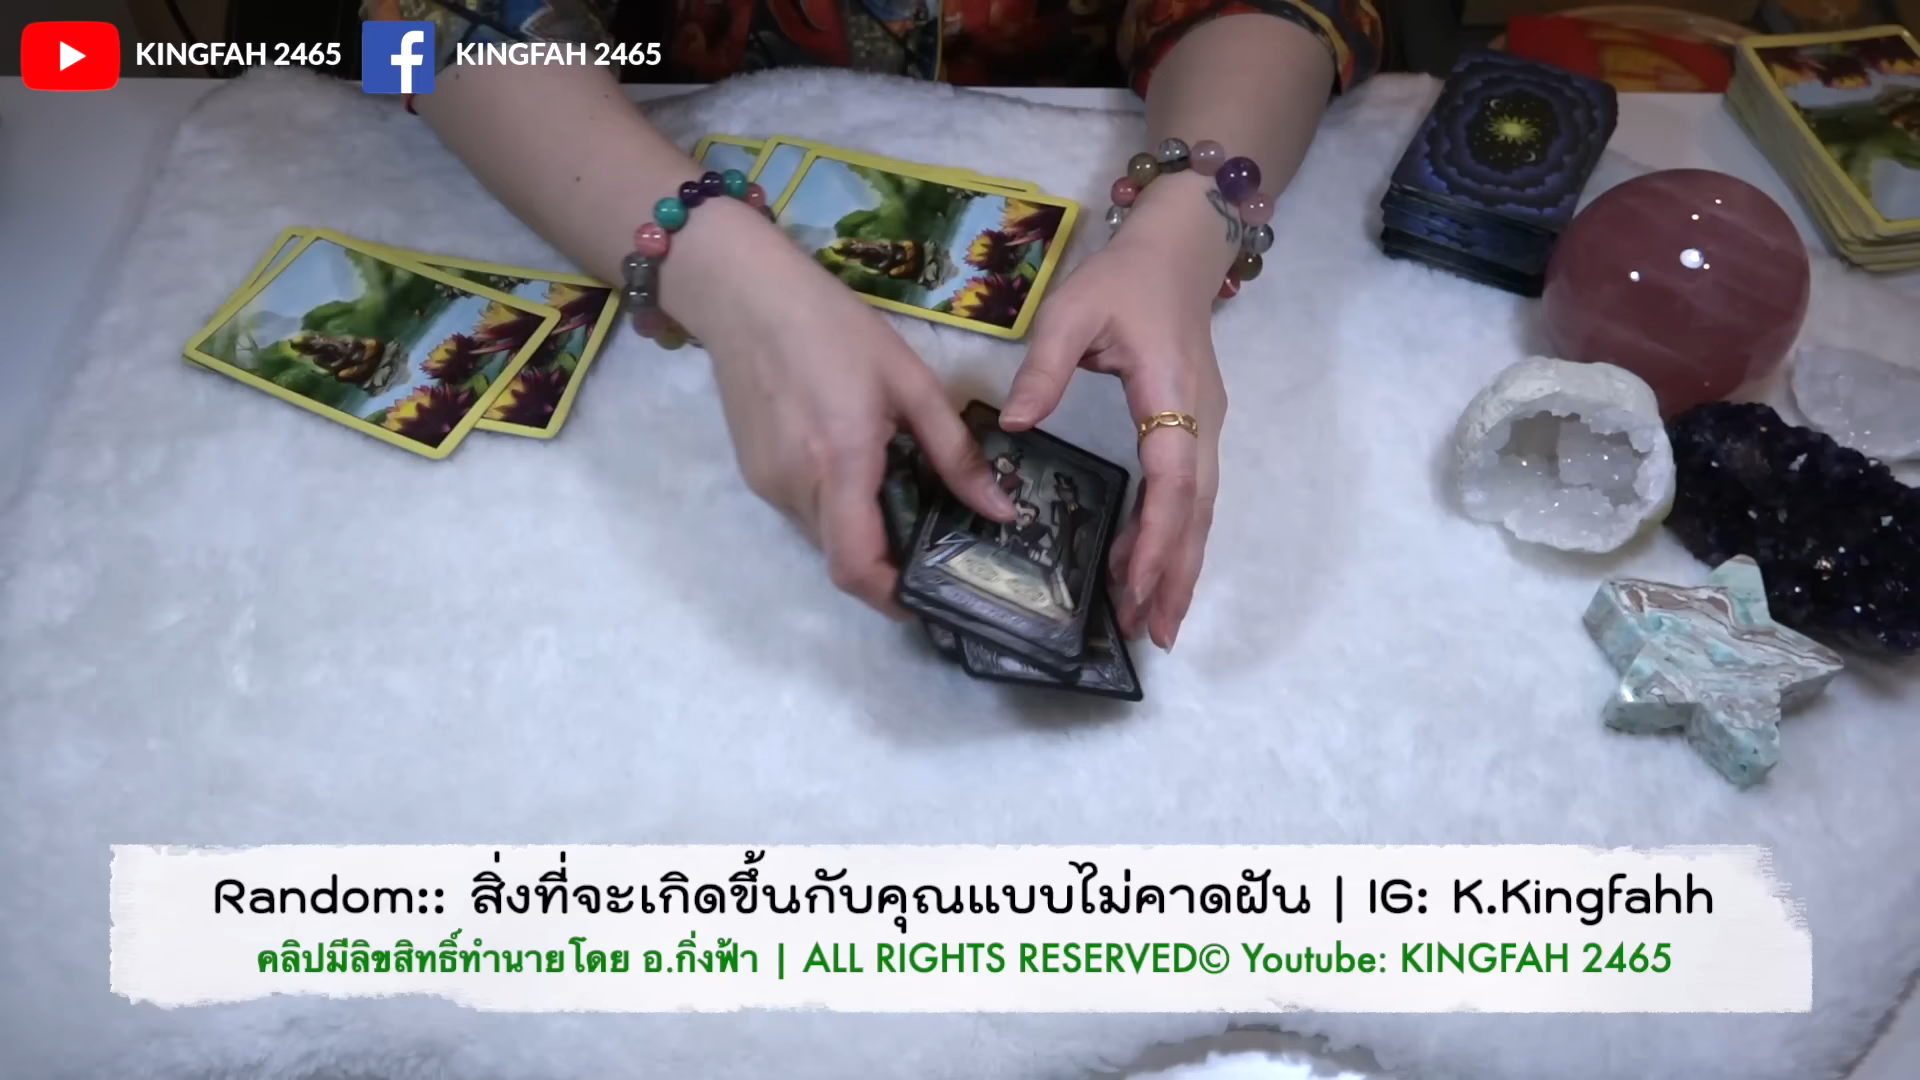 KINGFAH 2465 KINGFAH 2465
Random:: สิ่งที่จะเกิดขึ้นกับคุณแบบไม่คาดฝัน | IG: K.Kingfahh
คลิปมีลิขสิทธิ์ทำนายโดย อ.กิ่งฟ้า | ALL RIGHTS RESERVED© Youtube: KINGFAH 2465